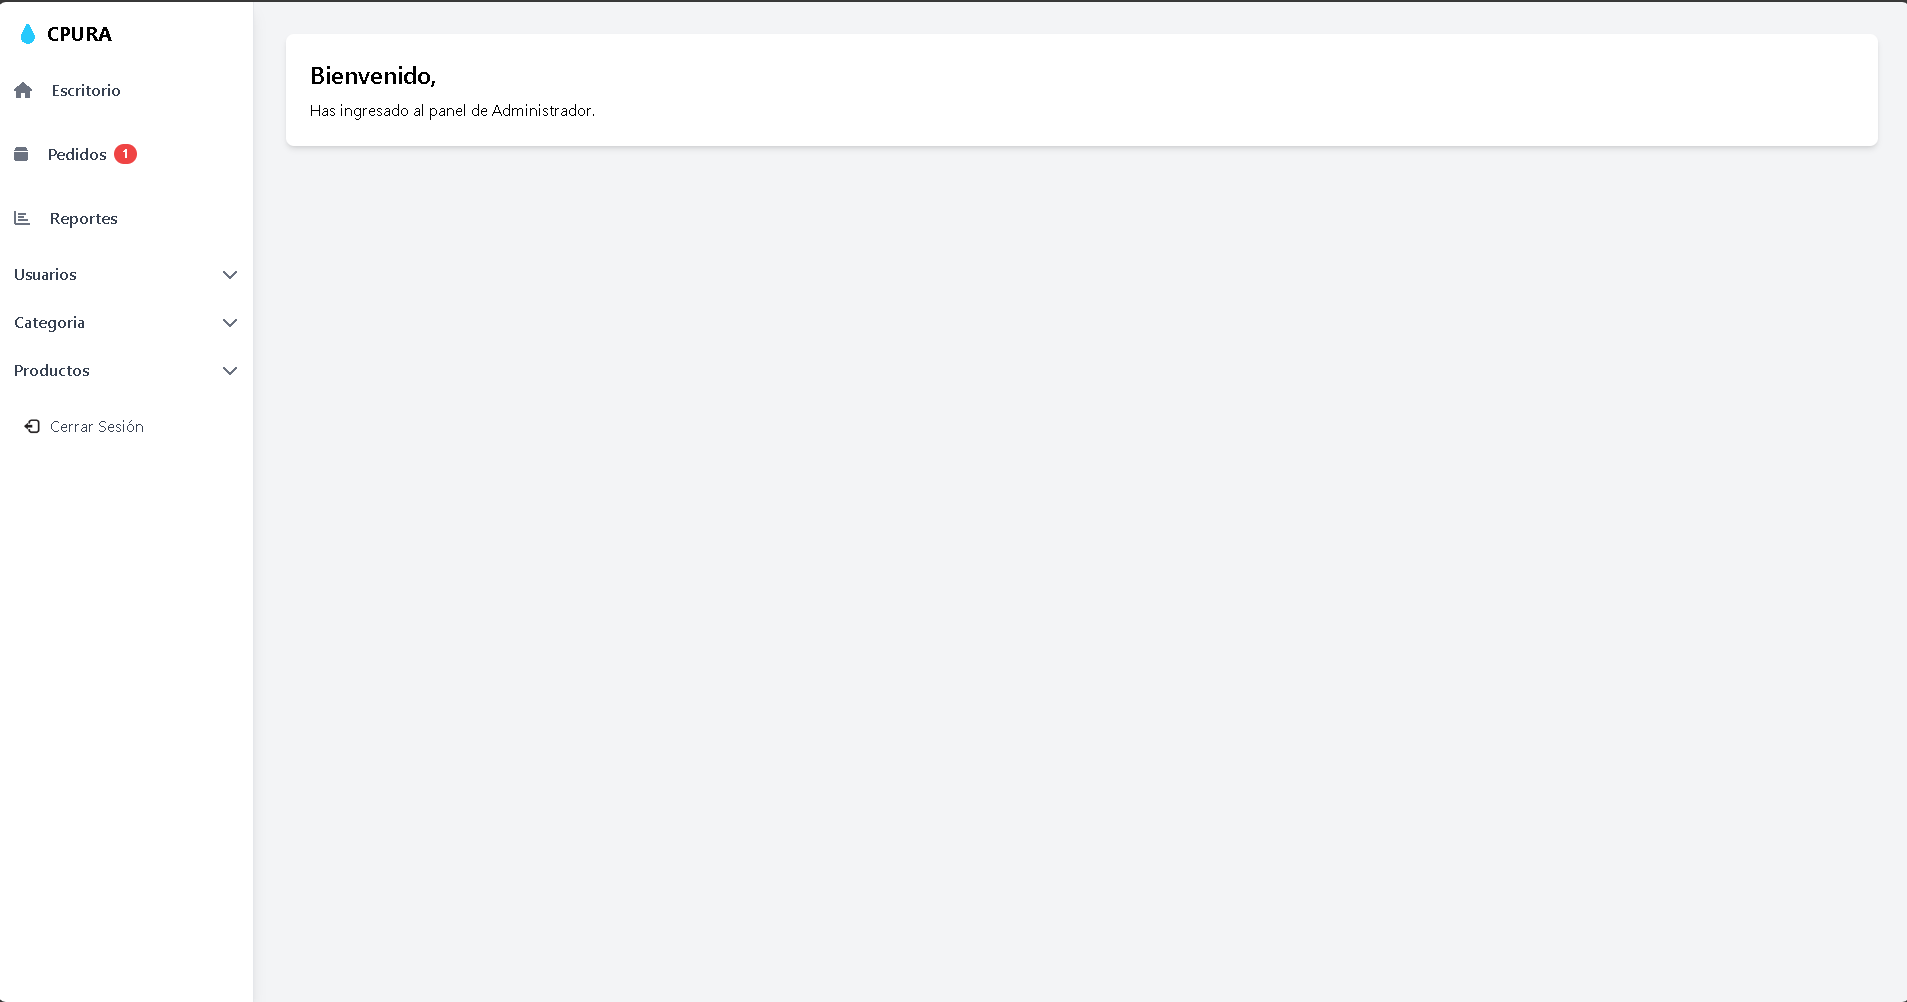 CPURA
Escritorio
Pedidos 1
Reportes
Usuarios
Categoria
Productos
Cerrar Sesión
Bienvenido,
Has ingresado al panel de Administrador.